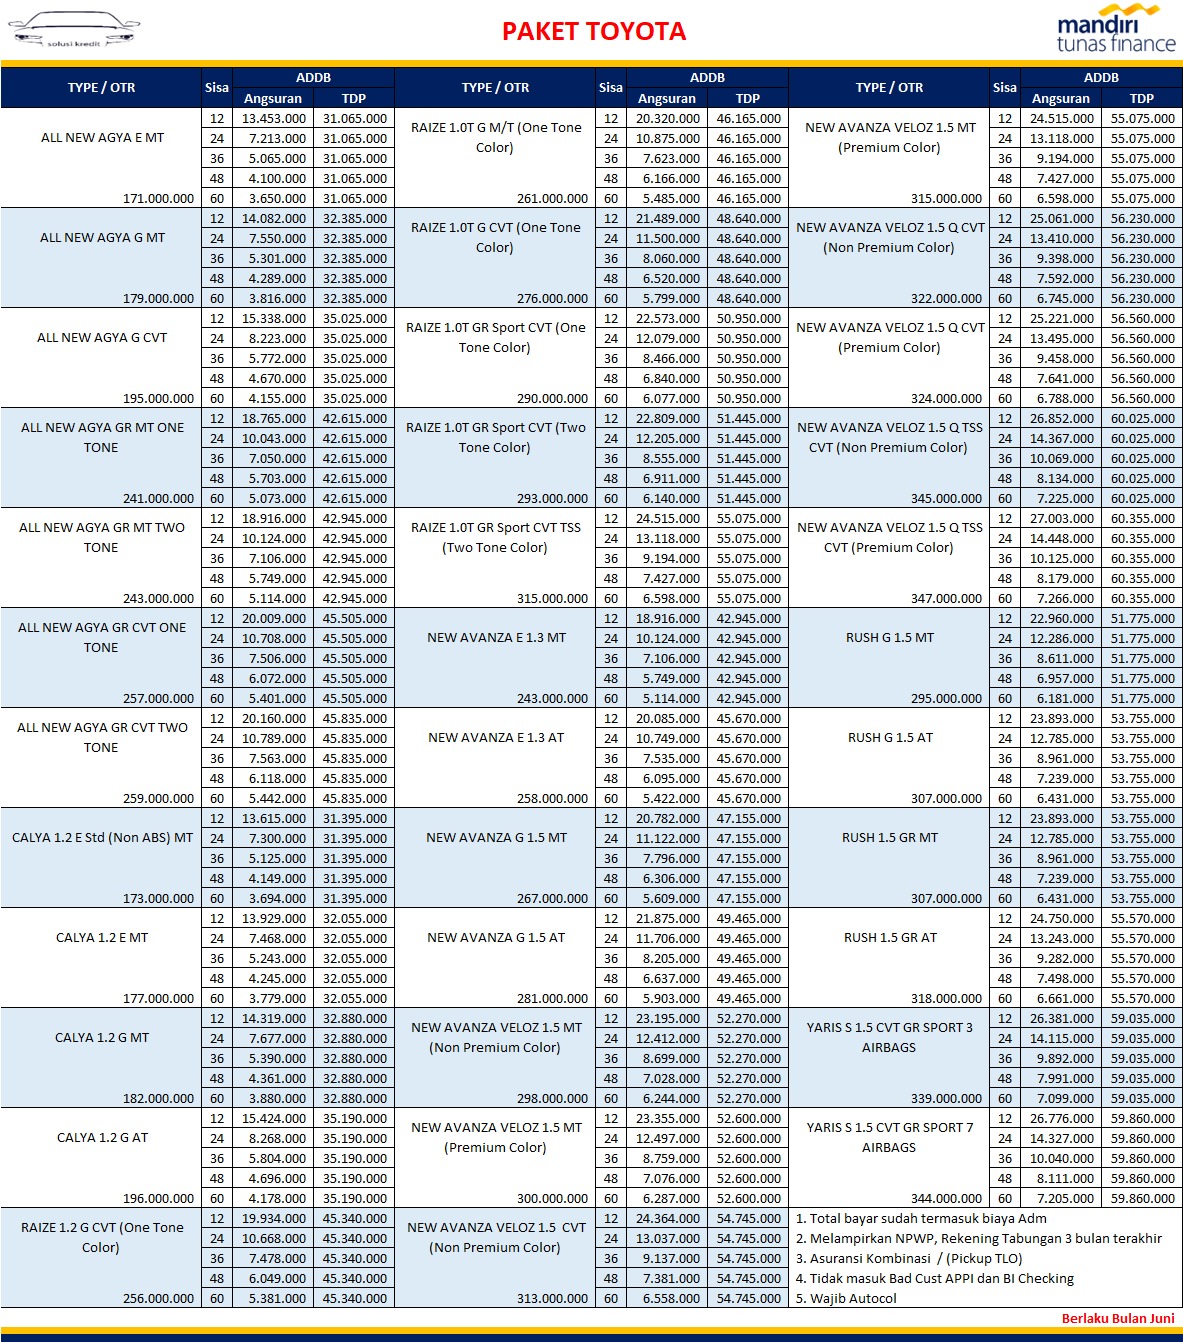 solusi kredit
PAKET TOYOTA
mandiri
tunas finance
TYPE / OTR Sisa ADDB Angsuran TDP
ALL NEW AGYA E MT
12 13.453.000 31.065.000
24 7.213.000 31.065.000
36 5.065.000 31.065.000
48 4.100.000 31.065.000
171.000.000 60 3.650.000 31.065.000
ALL NEW AGYA G MT
12 14.082.000 32.385.000
24 7.550.000 32.385.000
36 5.301.000 32.385.000
48 4.289.000 32.385.000
179.000.000 60 3.816.000 32.385.000
ALL NEW AGYA G CVT
12 15.338.000 35.025.000
24 8.223.000 35.025.000
36 5.772.000 35.025.000
48 4.670.000 35.025.000
195.000.000 60 4.155.000 35.025.000
ALL NEW AGYA GR MT ONE
TONE
12 18.765.000 42.615.000
24 10.043.000 42.615.000
36 7.050.000 42.615.000
48 5.703.000 42.615.000
241.000.000 60 5.073.000 42.615.000
ALL NEW AGYA GR MT TWO
TONE
12 18.916.000 42.945.000
24 10.124.000 42.945.000
36 7.106.000 42.945.000
48 5.749.000 42.945.000
243.000.000 60 5.114.000 42.945.000
ALL NEW AGYA GR CVT ONE
TONE
12 20.009.000 45.505.000
24 10.708.000 45.505.000
36 7.506.000 45.505.000
48 6.072.000 45.505.000
257.000.000 60 5.401.000 45.505.000
ALL NEW AGYA GR CVT TWO
TONE
12 20.160.000 45.835.000
24 10.789.000 45.835.000
36 7.563.000 45.835.000
48 6.118.000 45.835.000
259.000.000 60 5.442.000 45.835.000
CALYA 1.2 E Std (Non ABS) MT
12 13.615.000 31.395.000
24 7.300.000 31.395.000
36 5.125.000 31.395.000
48 4.149.000 31.395.000
173.000.000 60 3.694.000 31.395.000
CALYA 1.2 E MT
12 13.929.000 32.055.000
24 7.468.000 32.055.000
36 5.243.000 32.055.000
48 4.245.000 32.055.000
177.000.000 60 3.779.000 32.055.000
CALYA 1.2 G MT
12 14.319.000 32.880.000
24 7.677.000 32.880.000
36 5.390.000 32.880.000
48 4.361.000 32.880.000
182.000.000 60 3.880.000 32.880.000
CALYA 1.2 G AT
12 15.424.000 35.190.000
24 8.268.000 35.190.000
36 5.804.000 35.190.000
48 4.696.000 35.190.000
196.000.000 60 4.178.000 35.190.000
RAIZE 1.2 G CVT (One Tone
Color)
12 19.934.000 45.340.000
24 10.668.000 45.340.000
36 7.478.000 45.340.000
48 6.049.000 45.340.000
256.000.000 60 5.381.000 45.340.000
TYPE / OTR Sisa ADDB Angsuran TDP
RAIZE 1.0T G M/T (One Tone
Color)
12 20.320.000 46.165.000
24 10.875.000 46.165.000
36 7.623.000 46.165.000
48 6.166.000 46.165.000
261.000.000 60 5.485.000 46.165.000
RAIZE 1.0T G CVT (One Tone
Color)
12 21.489.000 48.640.000
24 11.500.000 48.640.000
36 8.060.000 48.640.000
48 6.520.000 48.640.000
276.000.000 60 5.799.000 48.640.000
RAIZE 1.0T GR Sport CVT (One
Tone Color)
12 22.573.000 50.950.000
24 12.079.000 50.950.000
36 8.466.000 50.950.000
48 6.840.000 50.950.000
290.000.000 60 6.077.000 50.950.000
RAIZE 1.0T GR Sport CVT (Two
Tone Color)
12 22.809.000 51.445.000
24 12.205.000 51.445.000
36 8.555.000 51.445.000
48 6.911.000 51.445.000
293.000.000 60 6.140.000 51.445.000
RAIZE 1.0T GR Sport CVT TSS
(Two Tone Color)
12 24.515.000 55.075.000
24 13.118.000 55.075.000
36 9.194.000 55.075.000
48 7.427.000 55.075.000
315.000.000 60 6.598.000 55.075.000
NEW AVANZA E 1.3 MT
12 18.916.000 42.945.000
24 10.124.000 42.945.000
36 7.106.000 42.945.000
48 5.749.000 42.945.000
243.000.000 60 5.114.000 42.945.000
NEW AVANZA E 1.3 AT
12 20.085.000 45.670.000
24 10.749.000 45.670.000
36 7.535.000 45.670.000
48 6.095.000 45.670.000
258.000.000 60 5.422.000 45.670.000
NEW AVANZA G 1.5 MT
12 20.782.000 47.155.000
24 11.122.000 47.155.000
36 7.796.000 47.155.000
48 6.306.000 47.155.000
267.000.000 60 5.609.000 47.155.000
NEW AVANZA G 1.5 AT
12 21.875.000 49.465.000
24 11.706.000 49.465.000
36 8.205.000 49.465.000
48 6.637.000 49.465.000
281.000.000 60 5.903.000 49.465.000
NEW AVANZA VELOZ 1.5 MT
(Non Premium Color)
12 23.195.000 52.270.000
24 12.412.000 52.270.000
36 8.699.000 52.270.000
48 7.028.000 52.270.000
298.000.000 60 6.244.000 52.270.000
NEW AVANZA VELOZ 1.5 MT
(Premium Color)
12 23.355.000 52.600.000
24 12.497.000 52.600.000
36 8.759.000 52.600.000
48 7.076.000 52.600.000
300.000.000 60 6.287.000 52.600.000
NEW AVANZA VELOZ 1.5 CVT
(Non Premium Color)
12 24.364.000 54.745.000
24 13.037.000 54.745.000
36 9.137.000 54.745.000
48 7.381.000 54.745.000
313.000.000 60 6.558.000 54.745.000
TYPE / OTR Sisa ADDB Angsuran TDP
NEW AVANZA VELOZ 1.5 MT
(Premium Color)
12 24.515.000 55.075.000
24 13.118.000 55.075.000
36 9.194.000 55.075.000
48 7.427.000 55.075.000
315.000.000 60 6.598.000 55.075.000
NEW AVANZA VELOZ 1.5 Q CVT
(Non Premium Color)
12 25.061.000 56.230.000
24 13.410.000 56.230.000
36 9.398.000 56.230.000
48 7.592.000 56.230.000
322.000.000 60 6.745.000 56.230.000
NEW AVANZA VELOZ 1.5 Q CVT
(Premium Color)
12 25.221.000 56.560.000
24 13.495.000 56.560.000
36 9.458.000 56.560.000
48 7.641.000 56.560.000
324.000.000 60 6.788.000 56.560.000
NEW AVANZA VELOZ 1.5 Q TSS
CVT (Non Premium Color)
12 26.852.000 60.025.000
24 14.367.000 60.025.000
36 10.069.000 60.025.000
48 8.134.000 60.025.000
345.000.000 60 7.225.000 60.025.000
NEW AVANZA VELOZ 1.5 Q TSS
CVT (Premium Color)
12 27.003.000 60.355.000
24 14.448.000 60.355.000
36 10.125.000 60.355.000
48 8.179.000 60.355.000
347.000.000 60 7.266.000 60.355.000
RUSH G 1.5 MT
12 22.960.000 51.775.000
24 12.286.000 51.775.000
36 8.611.000 51.775.000
48 6.957.000 51.775.000
295.000.000 60 6.181.000 51.775.000
RUSH G 1.5 AT
12 23.893.000 53.755.000
24 12.785.000 53.755.000
36 8.961.000 53.755.000
48 7.239.000 53.755.000
307.000.000 60 6.431.000 53.755.000
RUSH 1.5 GR MT
12 23.893.000 53.755.000
24 12.785.000 53.755.000
36 8.961.000 53.755.000
48 7.239.000 53.755.000
307.000.000 60 6.431.000 53.755.000
RUSH 1.5 GR AT
12 24.750.000 55.570.000
24 13.243.000 55.570.000
36 9.282.000 55.570.000
48 7.498.000 55.570.000
318.000.000 60 6.661.000 55.570.000
YARIS S 1.5 CVT GR SPORT 3
AIRBAGS
12 26.381.000 59.035.000
24 14.115.000 59.035.000
36 9.892.000 59.035.000
48 7.991.000 59.035.000
339.000.000 60 7.099.000 59.035.000
YARIS S 1.5 CVT GR SPORT 7
AIRBAGS
12 26.776.000 59.860.000
24 14.327.000 59.860.000
36 10.040.000 59.860.000
48 8.111.000 59.860.000
344.000.000 60 7.205.000 59.860.000
1. Total bayar sudah termasuk biaya Adm
2. Melampirkan NPWP, Rekening Tabungan 3 bulan terakhir
3. Asuransi Kombinasi / (Pickup TLO)
4. Tidak masuk Bad Cust APPI dan BI Checking
5. Wajib Autocol
Berlaku Bulan Juni